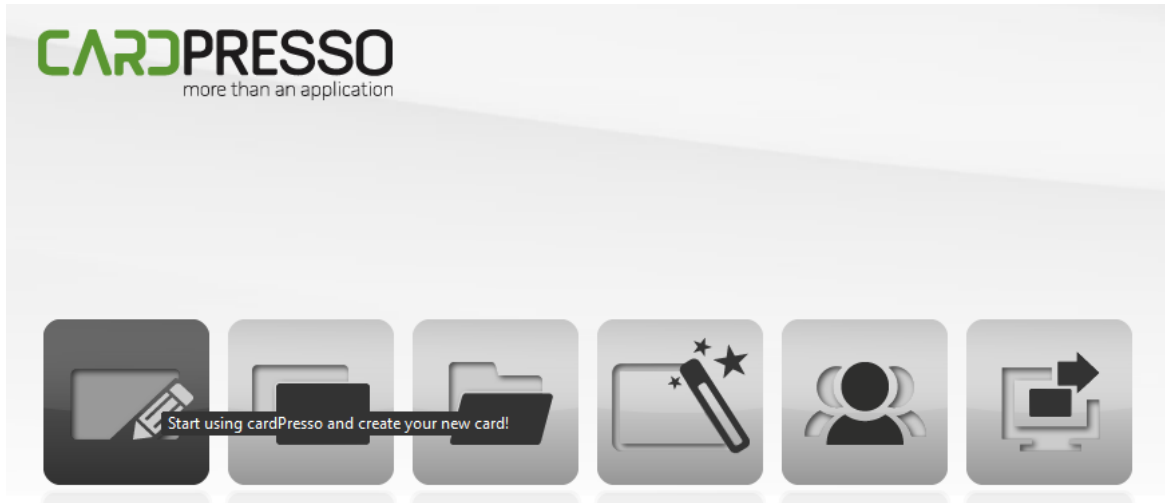 CARDPRESSO
more than an application
Start using cardPresso and create your new card!